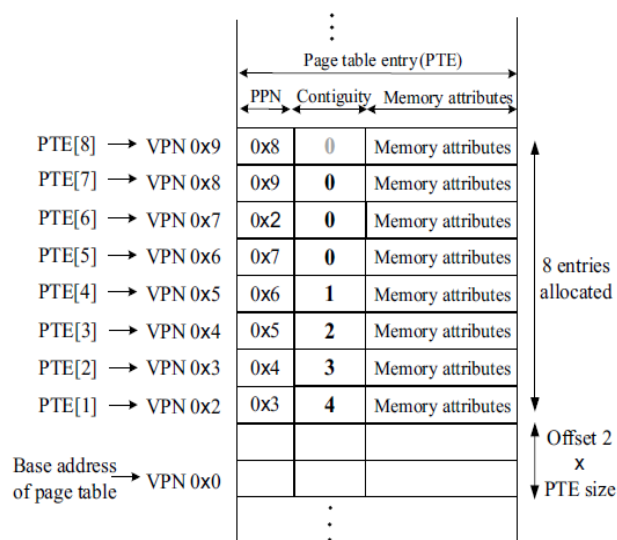 Page table entry(PTE)
PPN Contiguity Memory attributes
PTE[8] VPN 0x9 0x8 0 Memory attributes
PTE[7] VPN 0x8 0x9 0 Memory attributes
PTE[6] VPN 0x7 0x2 0 Memory attributes
PTE[5] VPN 0x6 0x7 0 Memory attributes
PTE[4] VPN 0x5 0x6 1 Memory attributes
PTE[3] VPN 0x4 0x5 2 Memory attributes
PTE[2] VPN 0x3 0x4 3 Memory attributes
PTE[1] VPN 0x2 0x3 4 Memory attributes
8 entries
allocated
Offset 2
x
PTE size
Base address
of page table
VPN 0x0